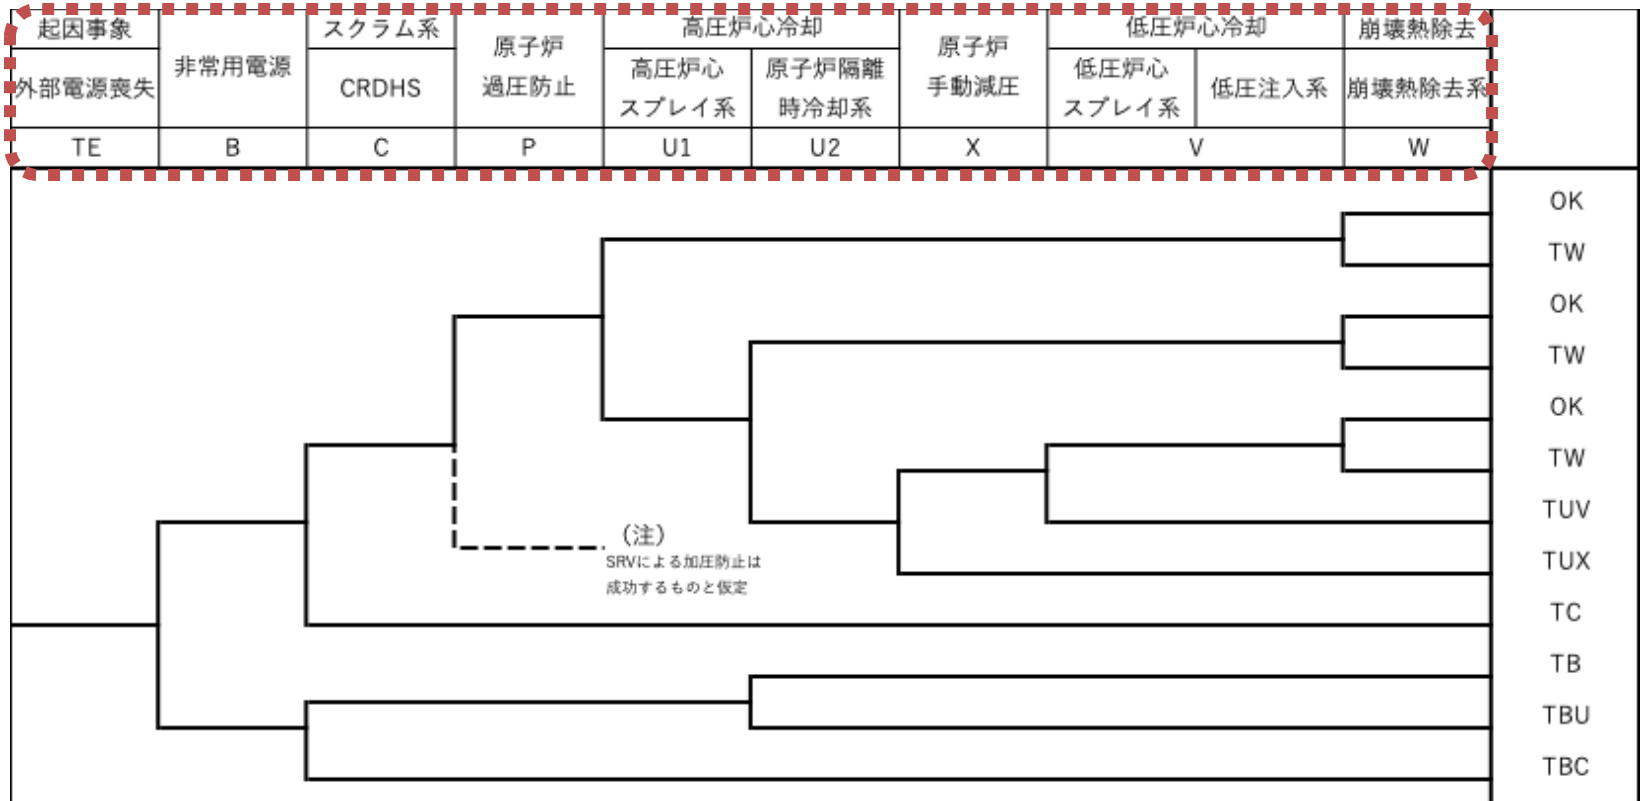 起因事象
外部電源喪失
TE
非常用電源
B
スクラム系
CRDHS
C
原子炉
過圧防止
P
高圧炉心冷却
高圧炉心
スプレイ系
U1
原子炉隔離
時冷却系
U2
原子炉
手動減圧
X
低圧炉心冷却
低圧炉心
スプレイ系
低圧注入系
V
崩壊熱除去
崩壊熱除去系
W
OK
TW
OK
TW
OK
TW
TUV
TUX
TC
TB
TBU
TBC
（注）
SRVによる加圧防止は
成功するものと仮定